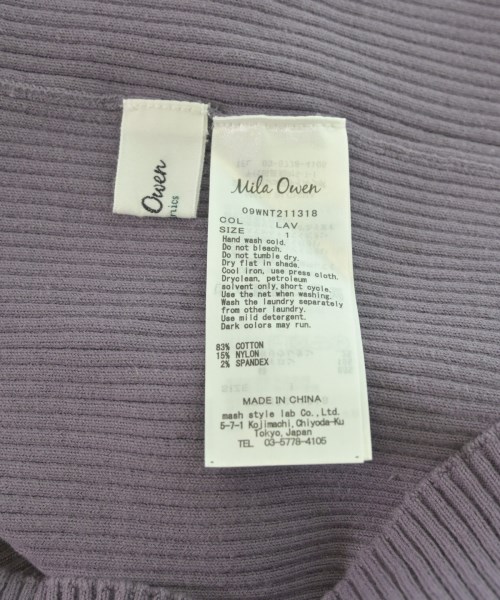 Owen
nics
Mila Owen
09WNT211318
COL LAV
SIZE 1
Hand wash cold.
Do not bleach.
Do not tumble dry.
Dry flat in shade.
Cool iron, use press cloth.
Dryclean, petroleum
solvent only,short cycle.
Use the net when washing.
Wash the laundry separately
from other laundry.
Use mild detergent.
Dark colors may run.
83% COTTON
15% NYLON
2% SPANDEX
MADE IN CHINA
mash style lab Co.,Ltd.
5-7-1 Kojimachi,Chiyoda-Ku
Tokyo,Japan
TEL 03-5778-4105